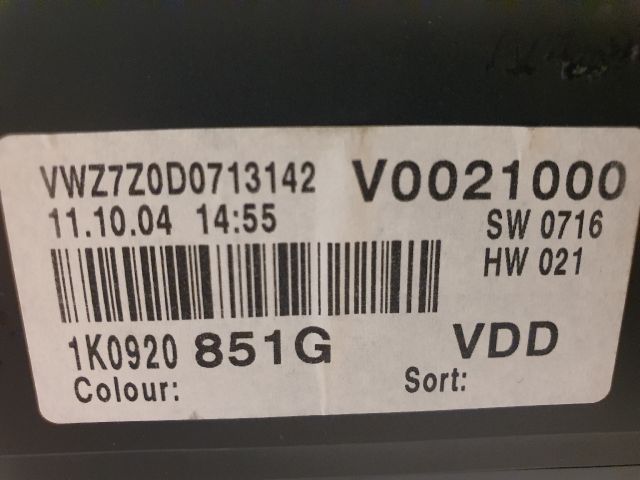 VWZ7Z0D0713142 V0021000
11.10.04 14:55 SW 0716
HW 021
1K0920 851G VDD
Colour: Sort: